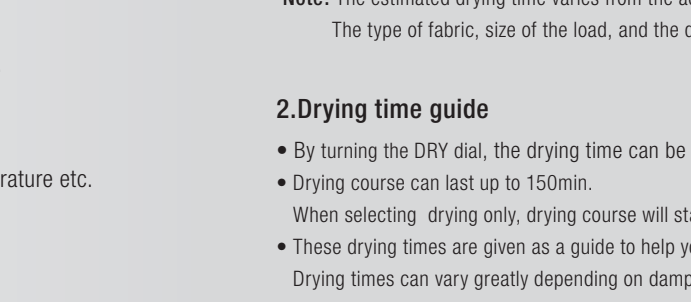 Note: The estimated drying time varies from the
The type of fabric, size of the load, and the
rature etc.
2.Drying time guide
• By turning the DRY dial, the drying time can be
• Drying course can last up to 150min.
When selecting drying only, drying course will
• These drying times are given as a guide to help
Drying times can vary greatly depending on damp